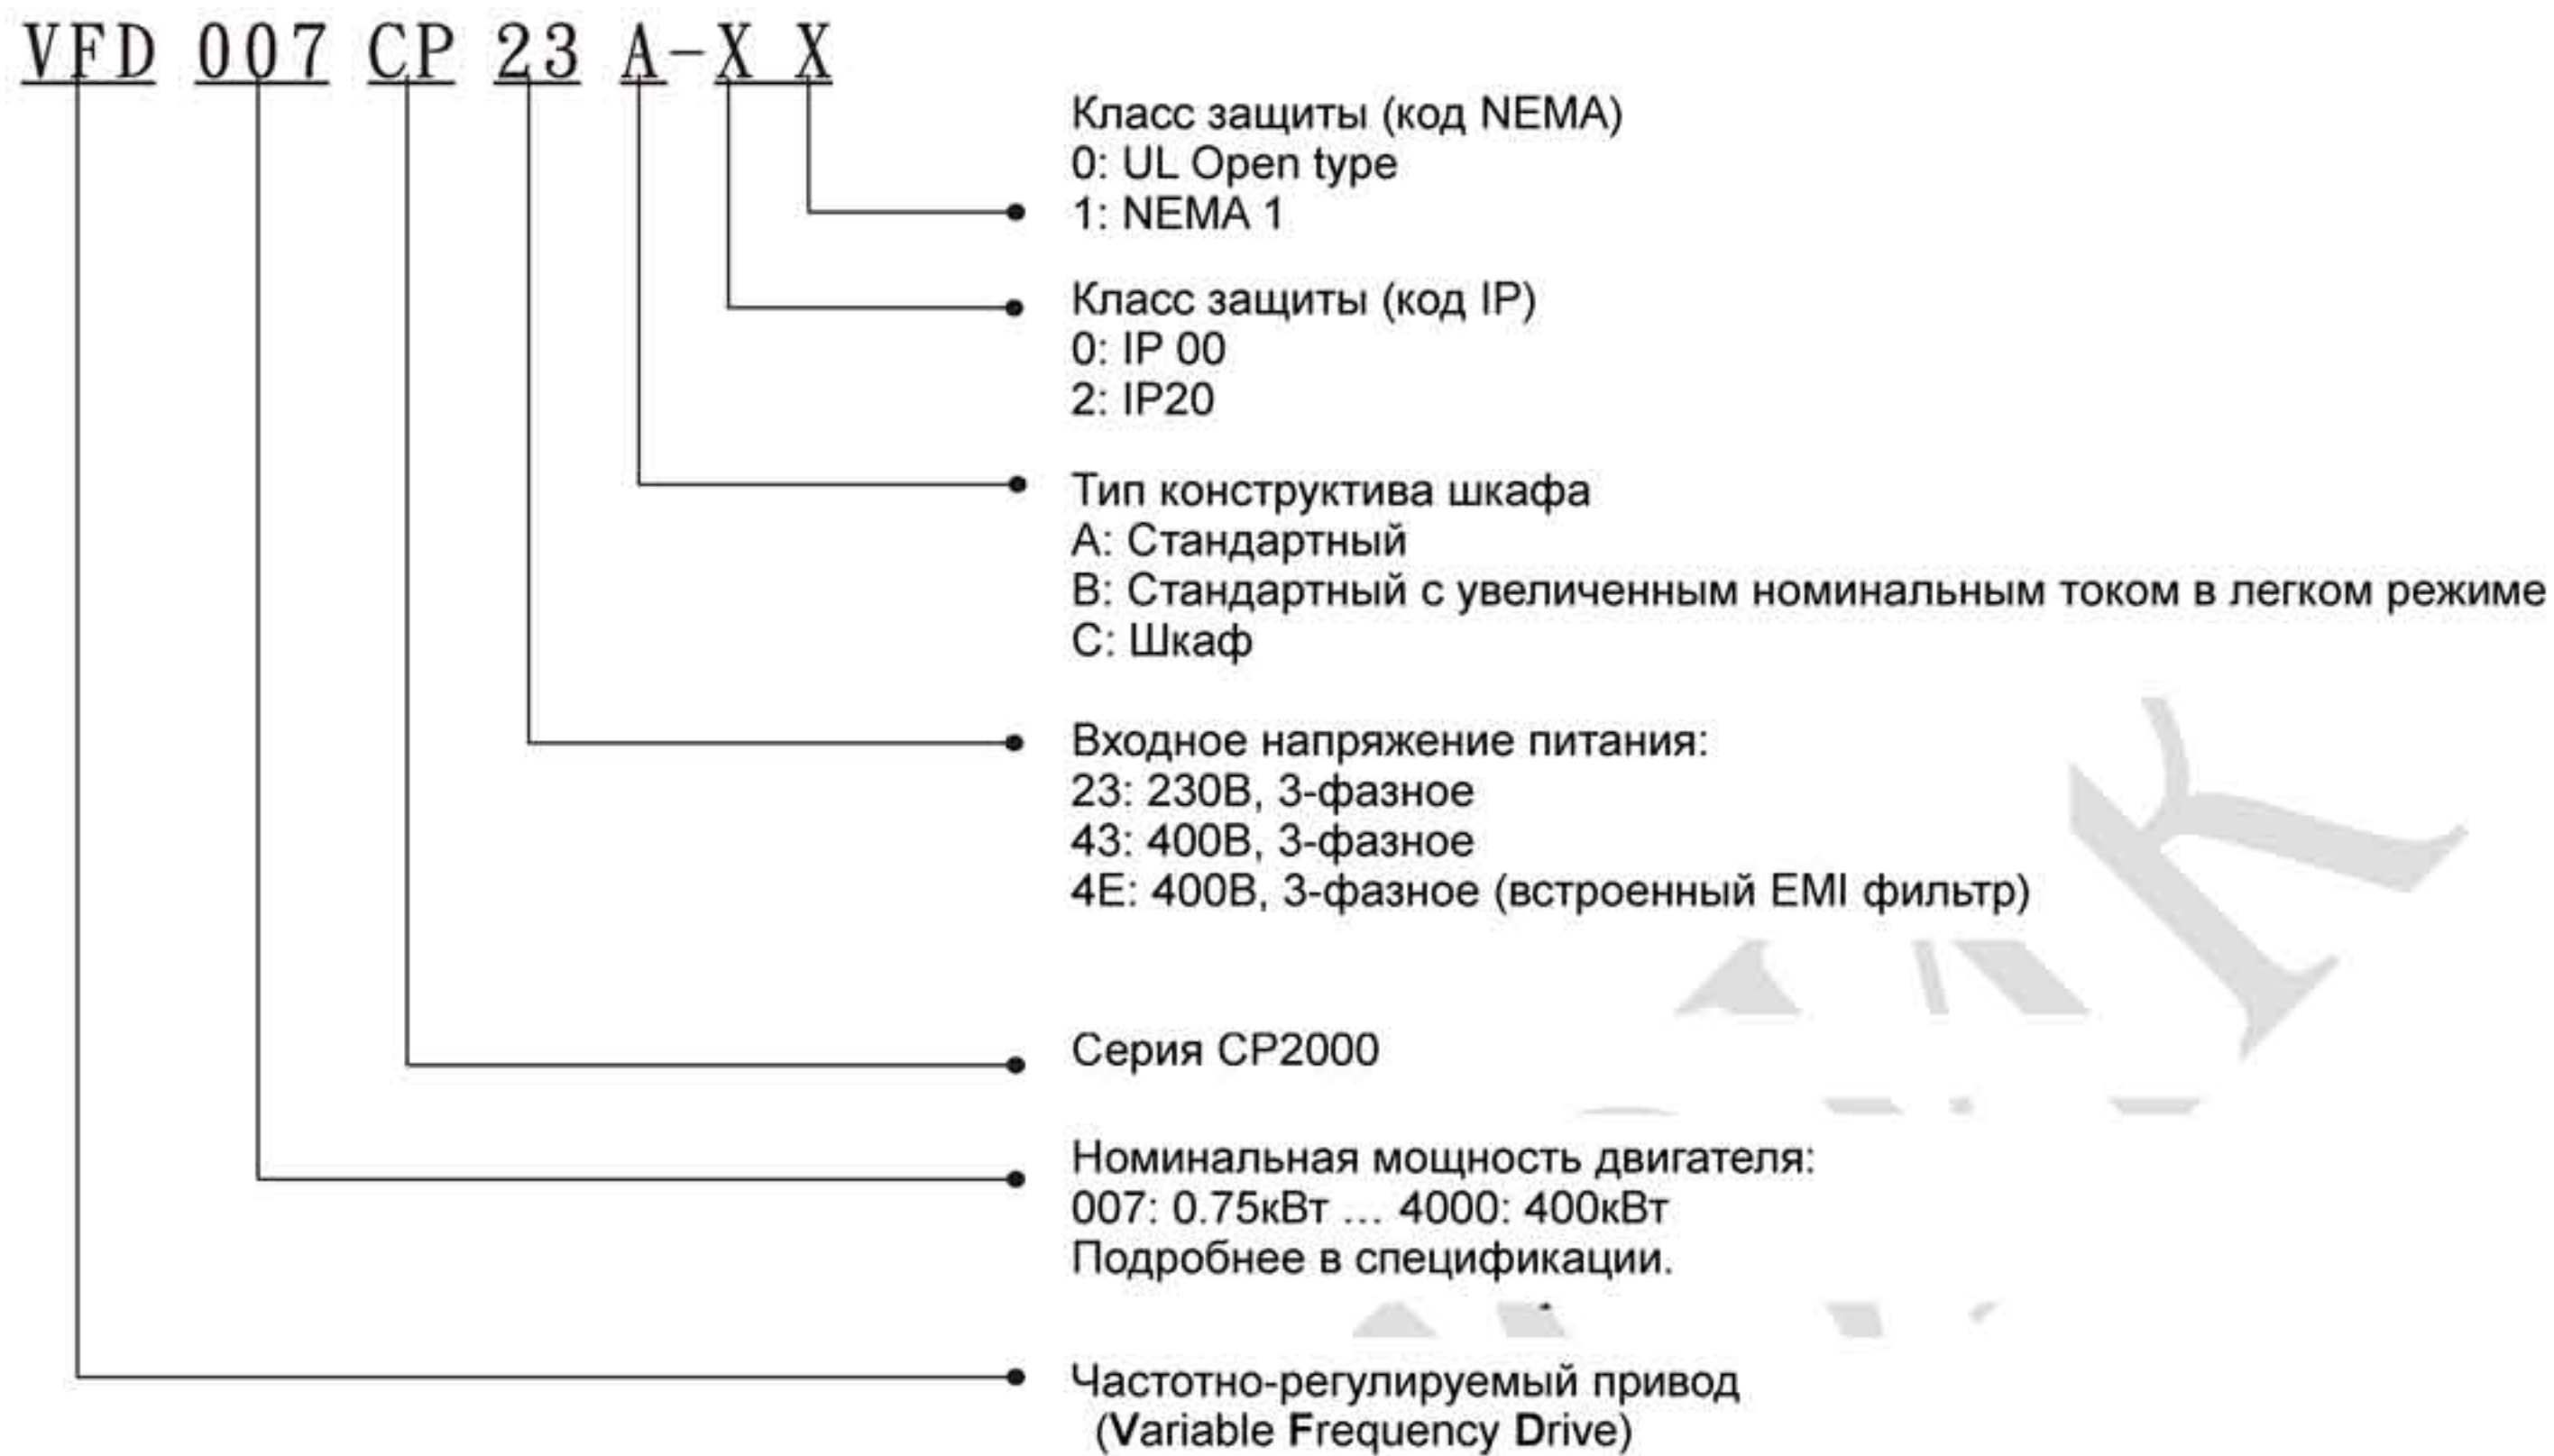 VFD 007 CP 23 A-X X
Класс защиты (код NEMA)
0: UL Open type
1: NEMA 1
Класс защиты (код IP)
0: IP 00
2: IP20
Тип конструктива шкафа
A: Стандартный
B: Стандартный с увеличенным номинальным током в легком режиме
C: Шкаф
Входное напряжение питания:
23: 230В, 3-фазное
43: 400В, 3-фазное
4E: 400В, 3-фазное (встроенный EMI фильтр)
Серия CP2000
Номинальная мощность двигателя:
007: 0.75кВт ... 4000: 400кВт
Подробнее в спецификации.
Частотно-регулируемый привод
(Variable Frequency Drive)